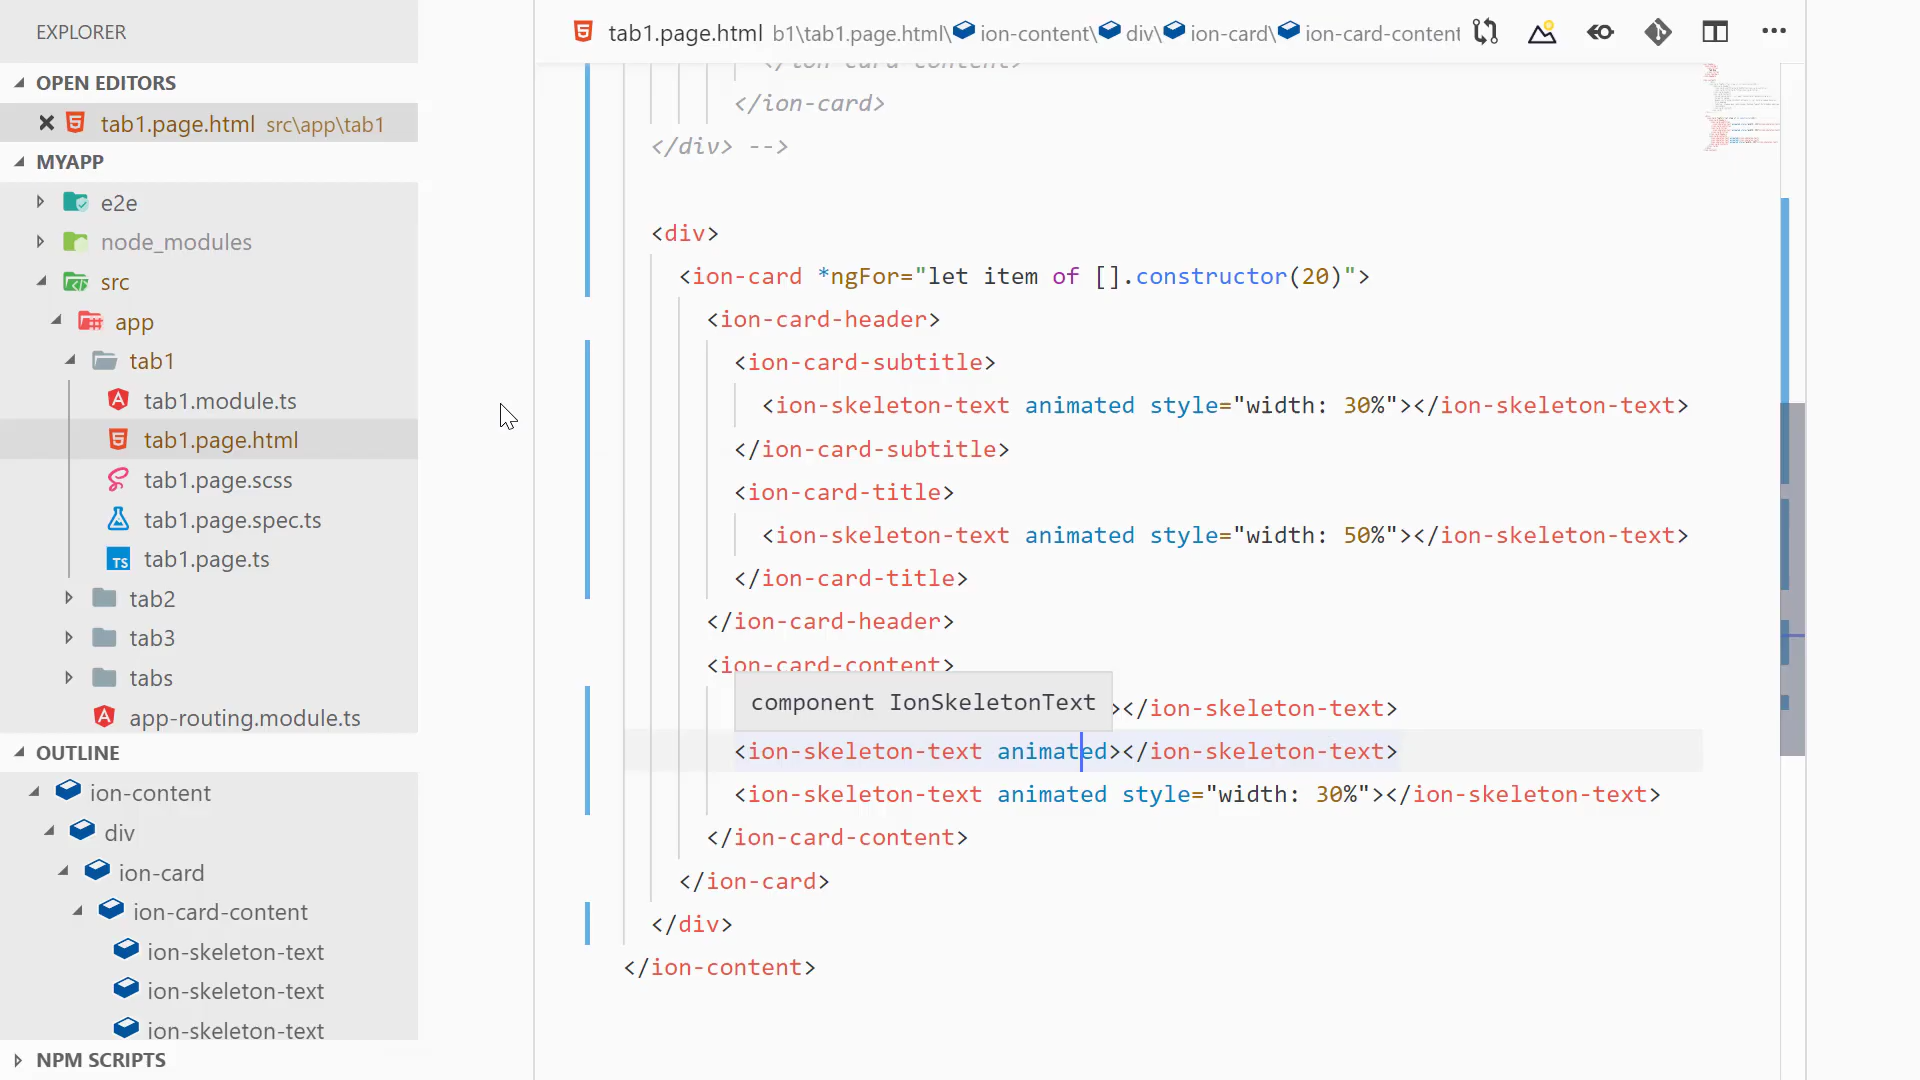 EXPLORER
OPEN EDITORS
tab1.page.html src\app\tab1
MYAPP
e2e
node_modules
src
app
tab1
tab1.module.ts
tab1.page.html
tab1.page.scss
tab1.page.spec.ts
TS tab1.page.ts
tab2
tab3
tabs
app-routing.module.ts
OUTLINE
ion-content
div
ion-card
ion-card-content
ion-skeleton-text
ion-skeleton-text
ion-skeleton-text
NPM SCRIPTS
tab1.page.html b1\tab1.page.html\ ion-content\ div\ ion-card\ ion-card-content
</ion-card-content>
</ion-card>
</div> -->
<div>
<ion-card *ngFor="let item of [].constructor(20)">
<ion-card-header>
<ion-card-subtitle>
<ion-skeleton-text animated style="width: 30%"></ion-skeleton-text>
</ion-card-subtitle>
<ion-card-title>
<ion-skeleton-text animated style="width: 50%"></ion-skeleton-text>
</ion-card-title>
</ion-card-header>
<ion-card-content>
component IonSkeletonText
></ion-skeleton-text>
<ion-skeleton-text animated></ion-skeleton-text>
<ion-skeleton-text animated style="width: 30%"></ion-skeleton-text>
</ion-card-content>
</ion-card>
</div>
</ion-content>